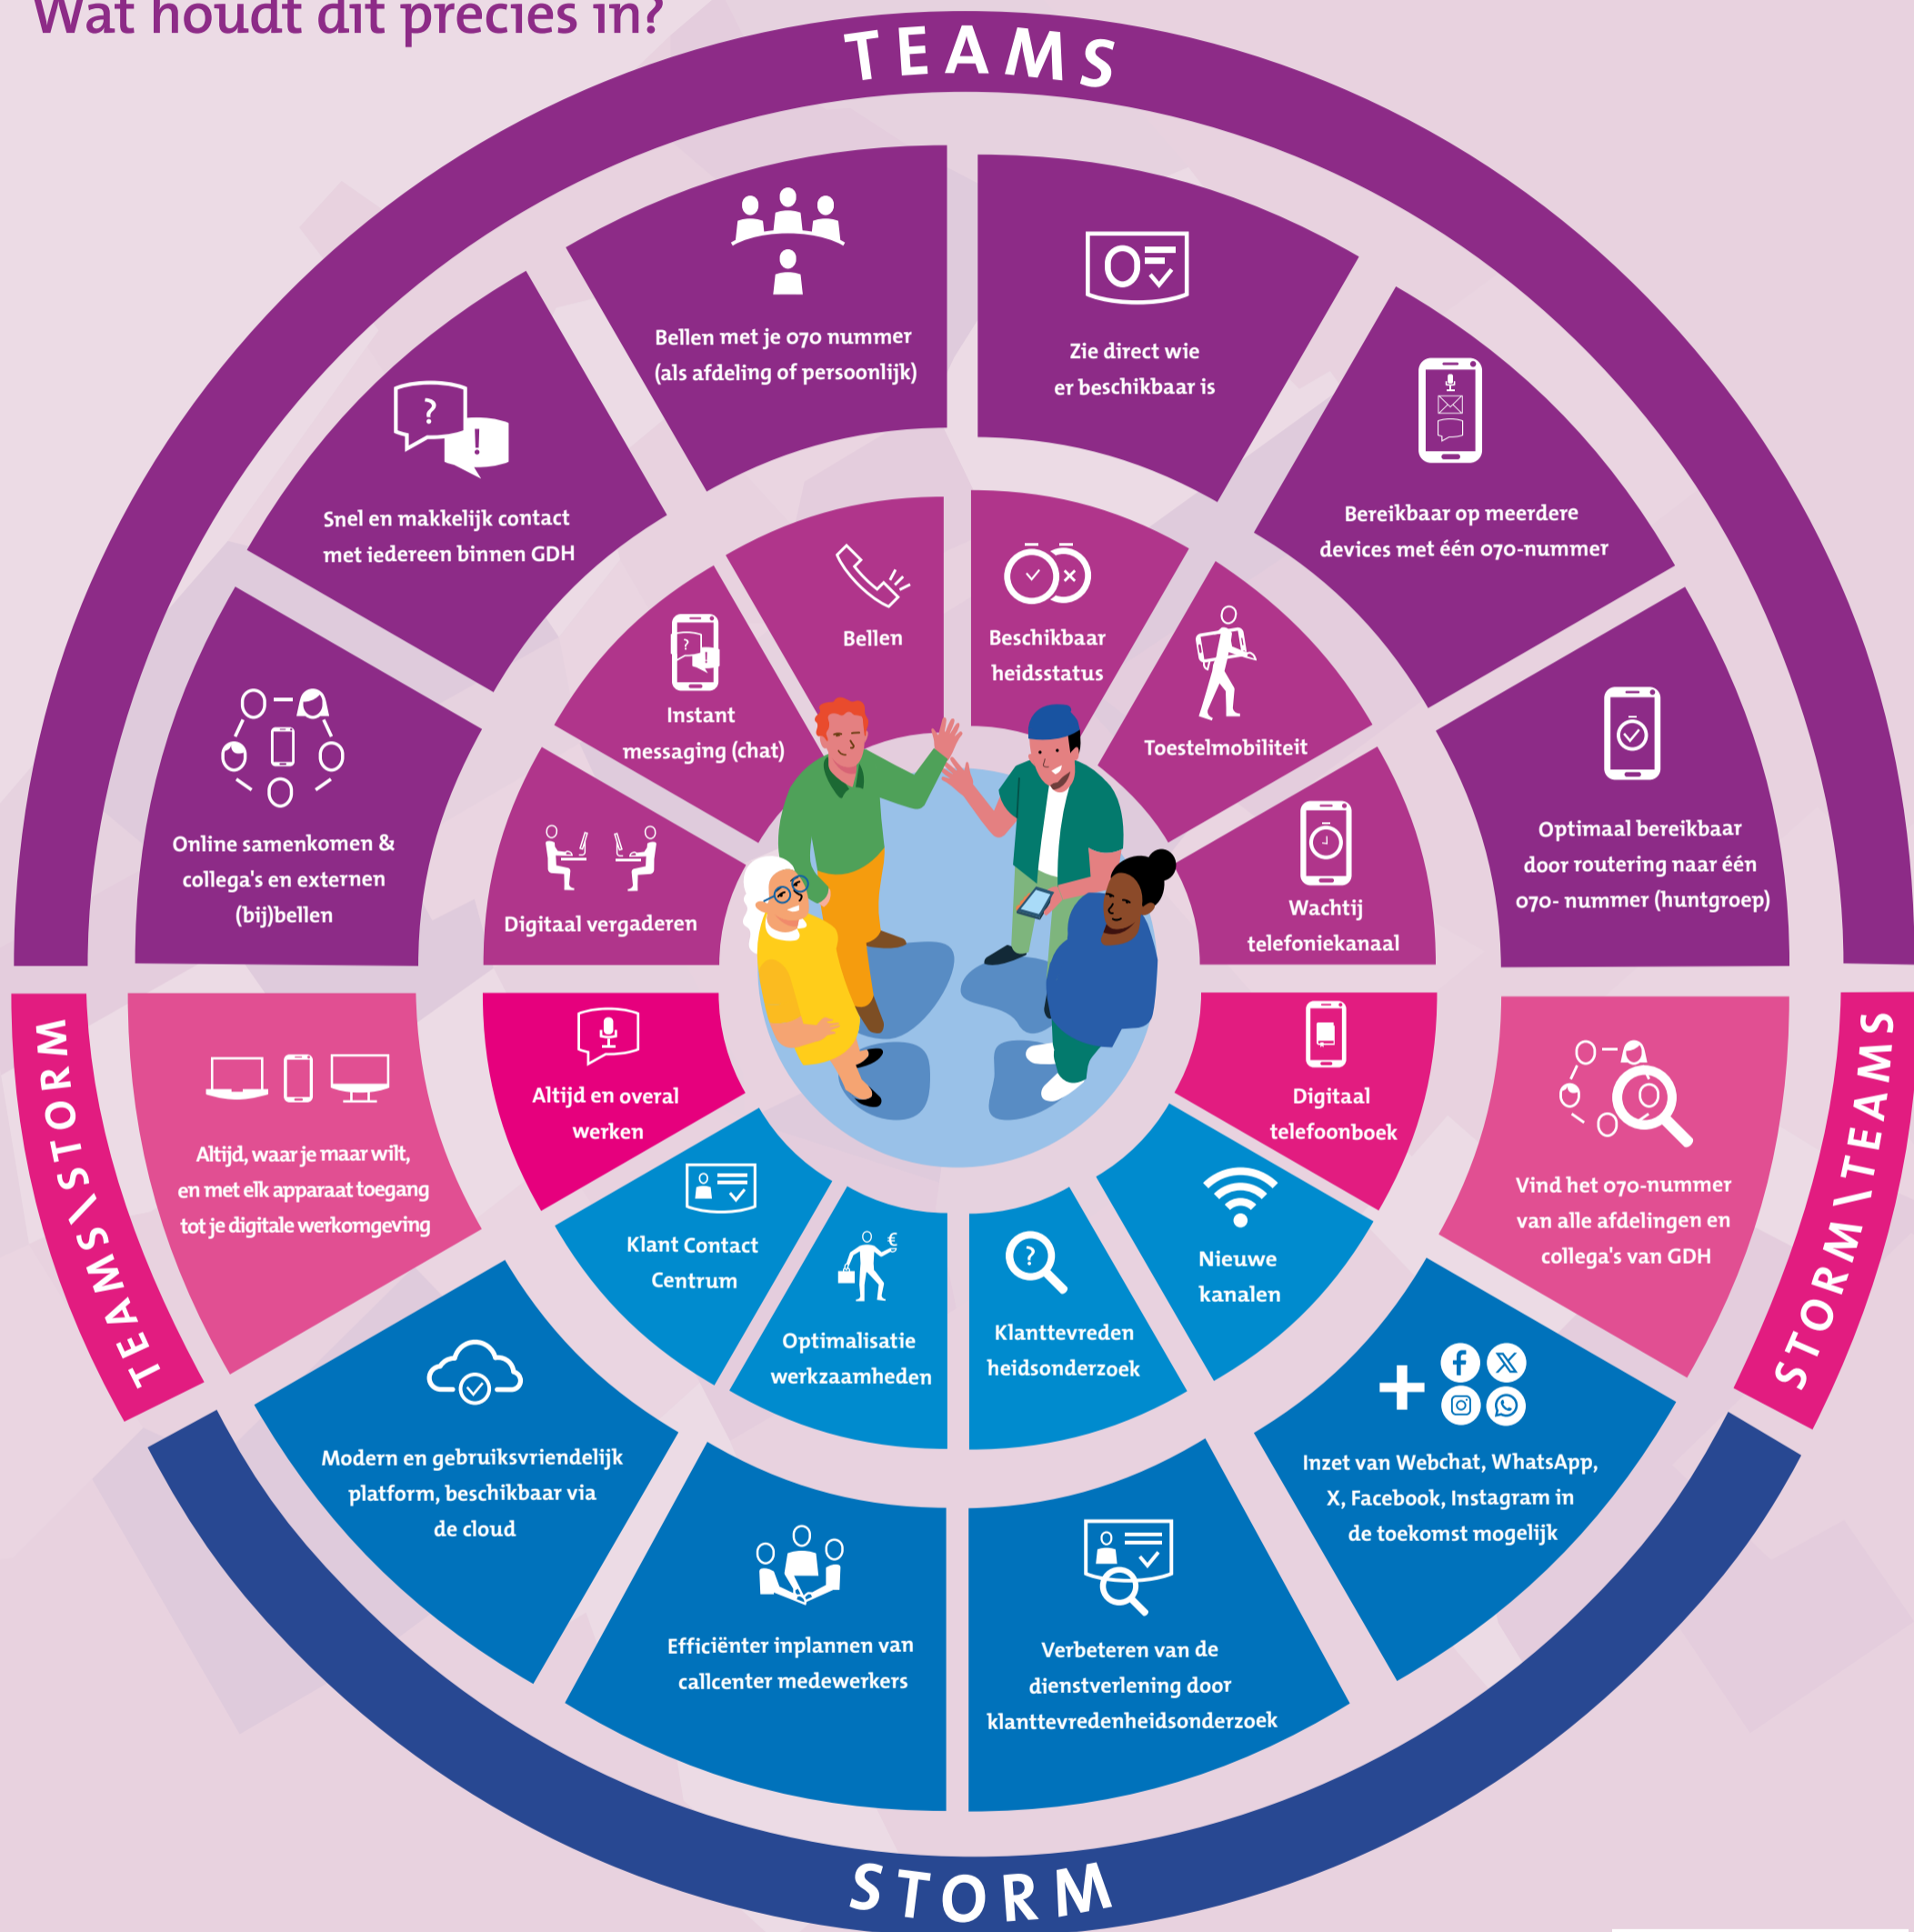 Wat houdt dit precies in?
TEAMS
Bellen met je 070 nummer
(als afdeling of persoonlijk)
Zie direct wie
er beschikbaar is
Snel en makkelijk contact
met iedereen binnen GDH
Bereikbaar op meerdere
devices met één 070-nummer
Online samenkomen &
collega's en externen
(bij)bellen
Optimaal bereikbaar
door routering naar één
070- nummer (huntgroep)
Bellen
Beschikbaar
heidsstatus
Instant
messaging (chat)
Toestelmobiliteit
Digitaal vergaderen
Wachtij
telefoniekanaal
TEAMS\STORM
Altijd, waar je maar wilt,
en met elk apparaat toegang
tot je digitale werkomgeving
Altijd en overal
werken
Digitaal
telefoonboek
Vind het 070-nummer
van alle afdelingen en
collega's van GDH
STORM\TEAMS
Klant Contact
Centrum
Optimalisatie
werkzaamheden
Klanttevreden
heidsonderzoek
Nieuwe
kanalen
Modern en gebruiksvriendelijk
platform, beschikbaar via
de cloud
Efficiënter inplannen van
callcenter medewerkers
Verbeteren van de
dienstverlening door
klanttevredenheidsonderzoek
Inzet van Webchat, WhatsApp,
X, Facebook, Instagram in
de toekomst mogelijk
STORM